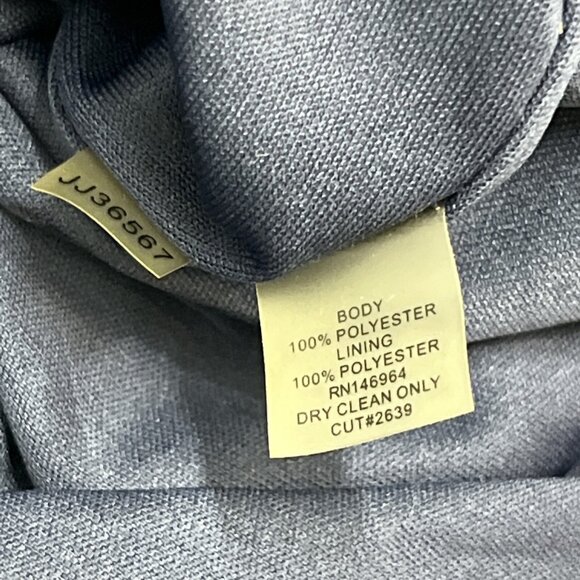 JJ36567
BODY
100% POLYESTER
LINING
100% POLYESTER
RN146964
DRY CLEAN ONLY
CUT#2639